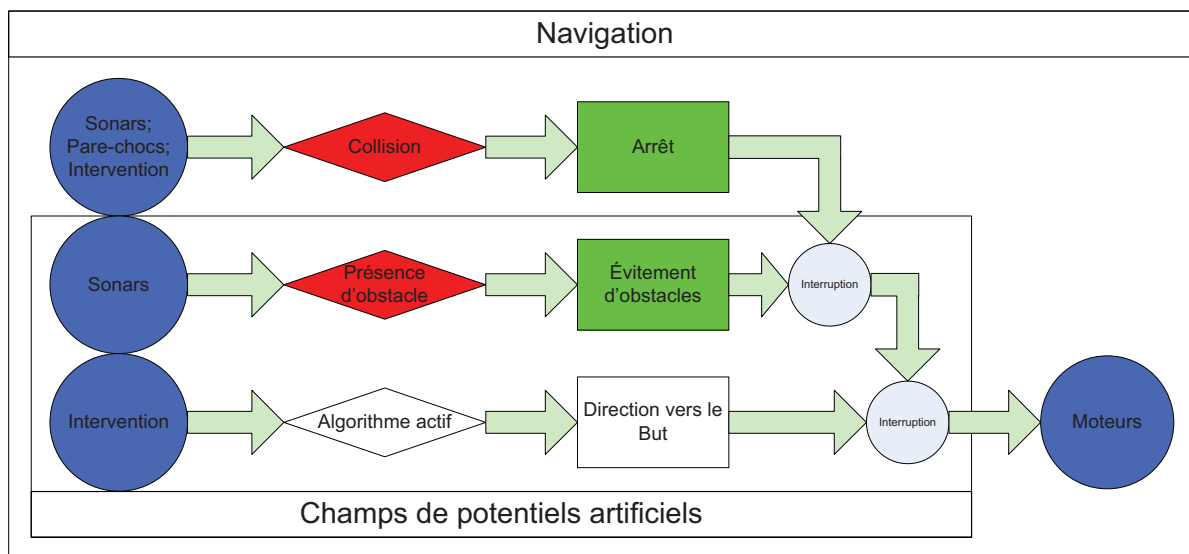 Navigation
Sonars;
Pare-chocs;
Intervention
Collision
Arrêt
Sonars
Présence
d'obstacle
Évitement
d'obstacles
Interruption
Intervention
Algorithme actif
Direction vers le
But
Interruption
Moteurs
Champs de potentiels artificiels